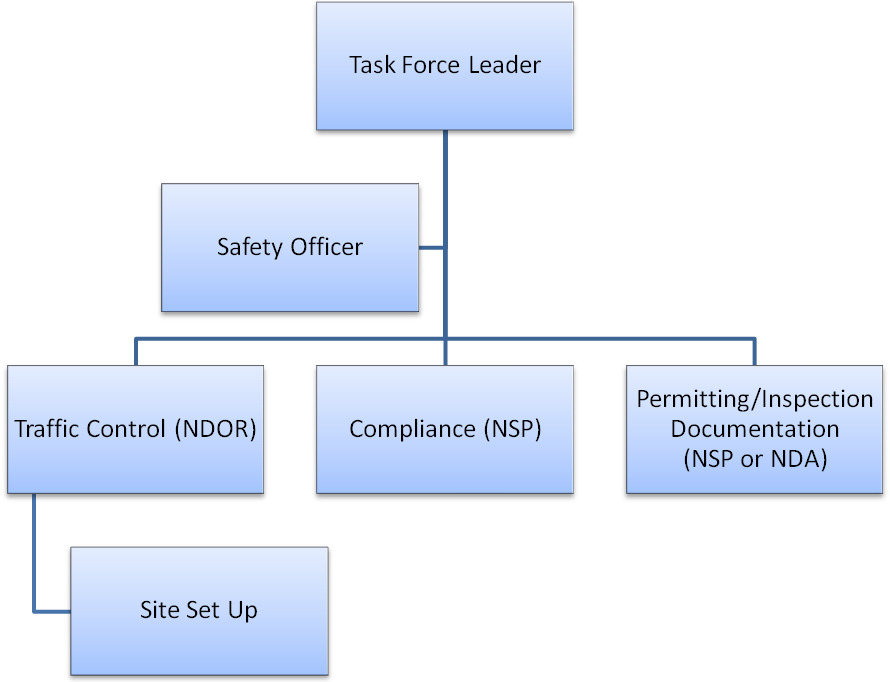 Task Force Leader
Safety Officer
Traffic Control (NDOR)
Compliance (NSP)
Permitting/Inspection
Documentation
(NSP or NDA)
Site Set Up